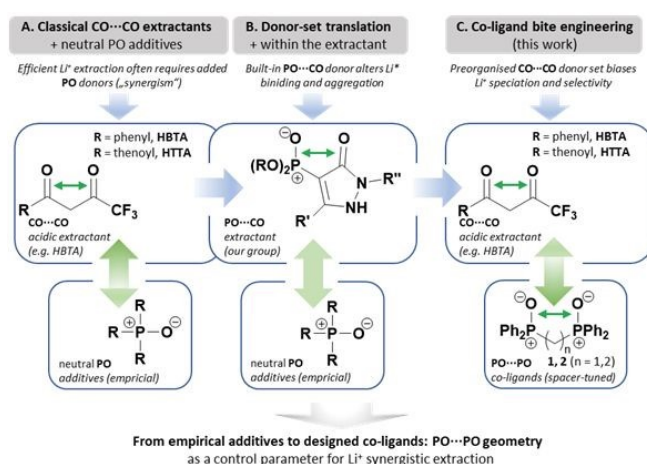 A. Classical CO···CO extractants
+ neutral PO additives
Efficient Li⁺ extraction often requires added
PO donors („synergism“)
R = phenyl, HBTA
R = thenoyl, HTTA
O O
R CF₃
CO···CO
acidic extractant
(e.g. HBTA)
R
R P O
R
neutral PO
additives (empirical)
B. Donor-set translation
+ within the extractant
Built-in PO···CO donor alters Li*
biniding and aggregation
O O
(RO)₂P N R"
R' NH
PO···CO
extractant
(our group)
R
R P O
R
neutral PO
additives (empricial)
C. Co-ligand bite engineering
(this work)
Preorganised CO···CO donor set biases
Li⁺ speciation and selectivity
R = phenyl, HBTA
R = thenoyl, HTTA
O O
R CF₃
CO···CO
acidic extractant
(e.g. HBTA)
O O
Ph₂P PPh₂
n
PO···PO 1, 2 (n = 1,2)
co-ligands (spacer-tuned)
From empirical additives to designed co-ligands: PO···PO geometry
as a control parameter for Li⁺ synergistic extraction